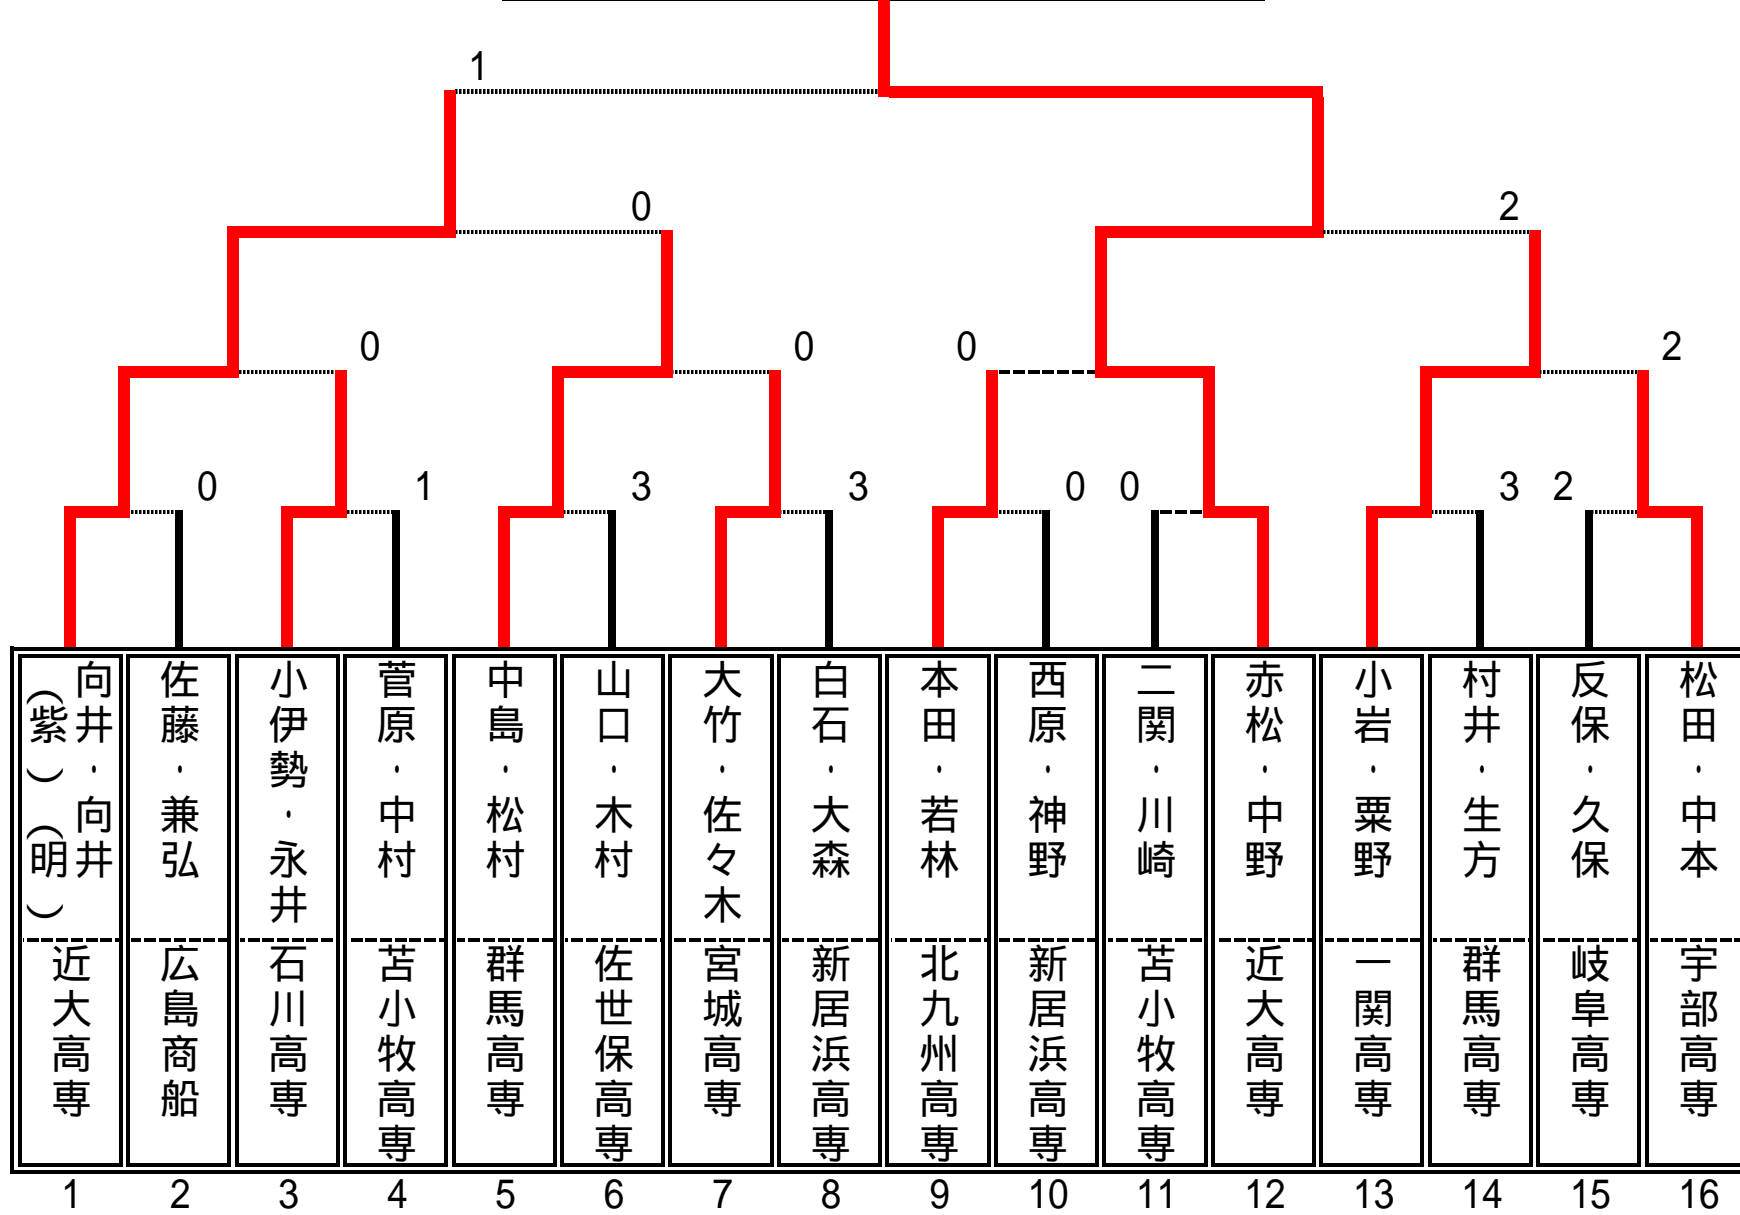 1
0
2
0
0
0
2
0
1
3
3
0
0
3
2
向井・向井
（紫）（明）
佐藤・兼弘
小伊勢・永井
菅原・中村
中島・松村
山口・木村
大竹・佐々木
白石・大森
本田・若林
西原・神野
二関・川崎
赤松・中野
小岩・粟野
村井・生方
反保・久保
松田・中本
近大高専
広島商船
石川高専
苫小牧高専
群馬高専
佐世保高専
宮城高専
新居浜高専
北九州高専
新居浜高専
苫小牧高専
近大高専
一関高専
群馬高専
岐阜高専
宇部高専
1
2
3
4
5
6
7
8
9
10
11
12
13
14
15
16